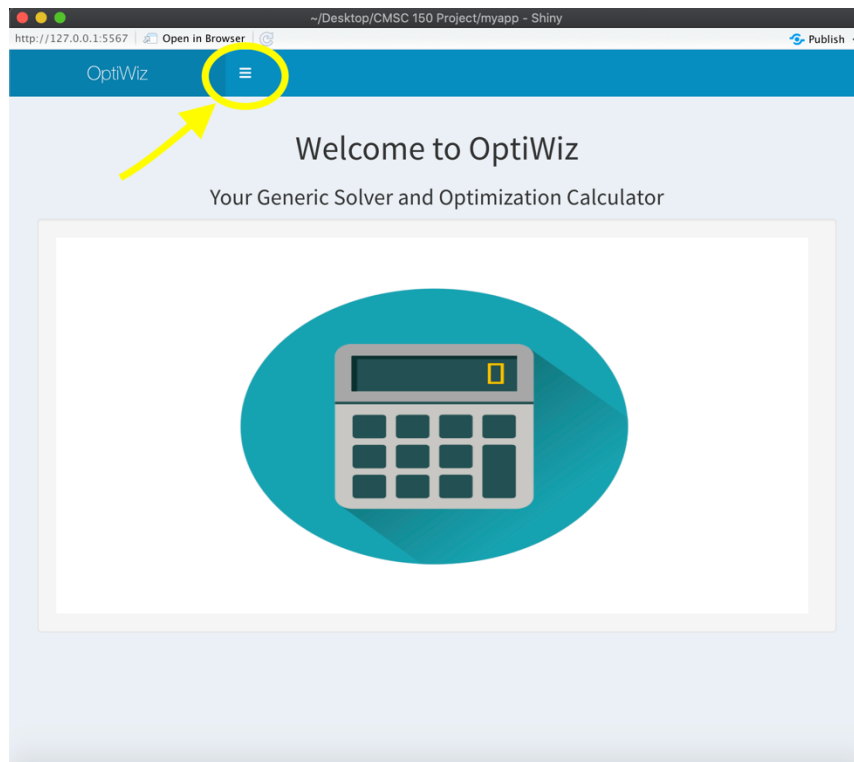 ~/Desktop/CMSC 150 Project/myapp - Shiny
http://127.0.0.1:5567 Open in Browser Publish
OptiWiz
Welcome to OptiWiz
Your Generic Solver and Optimization Calculator
0